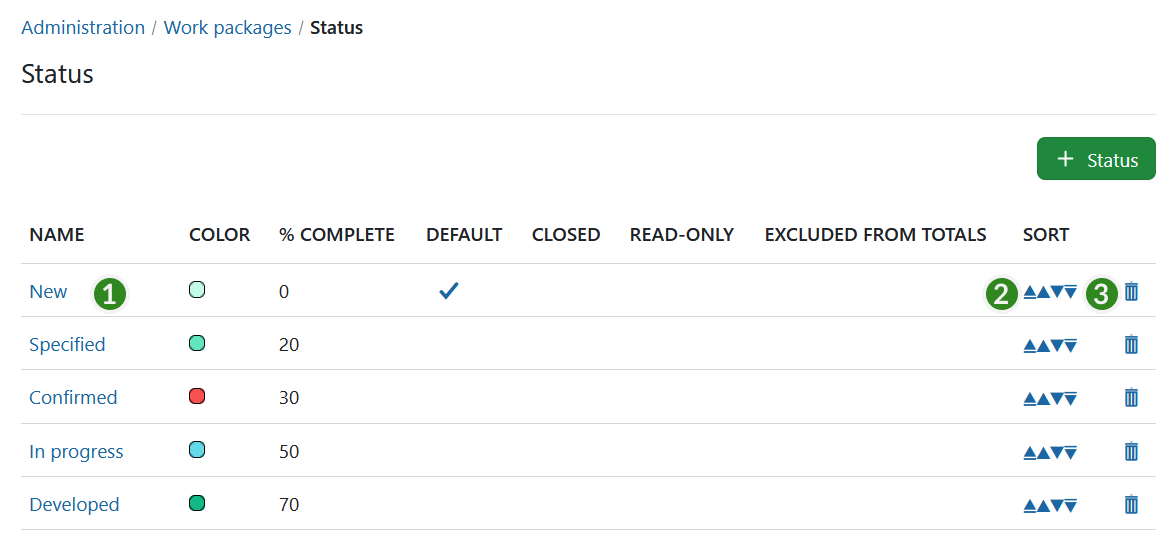 Administration / Work packages / Status
Status
+ Status
NAME COLOR % COMPLETE DEFAULT CLOSED READ-ONLY EXCLUDED FROM TOTALS SORT
New 1 0 2 3
Specified 20
Confirmed 30
In progress 50
Developed 70